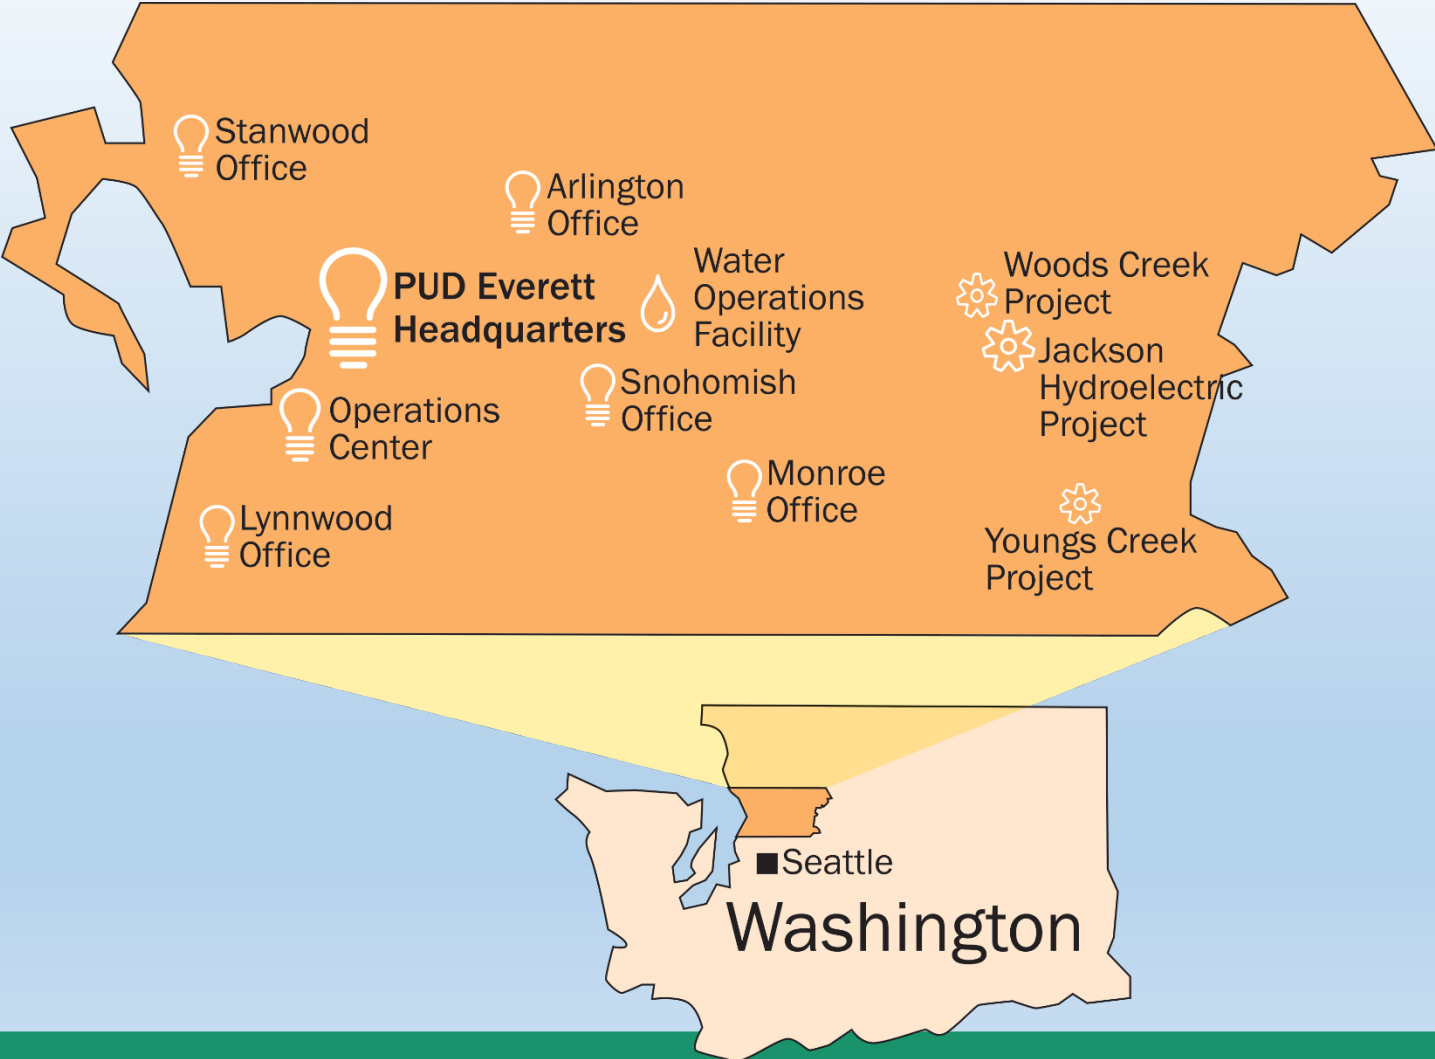 Stanwood
Office
Arlington
Office
PUD Everett
Headquarters
Water
Operations
Facility
Woods Creek
Project
Jackson
Hydroelectric
Project
Snohomish
Office
Operations
Center
Monroe
Office
Lynnwood
Office
Youngs Creek
Project
Seattle
Washington